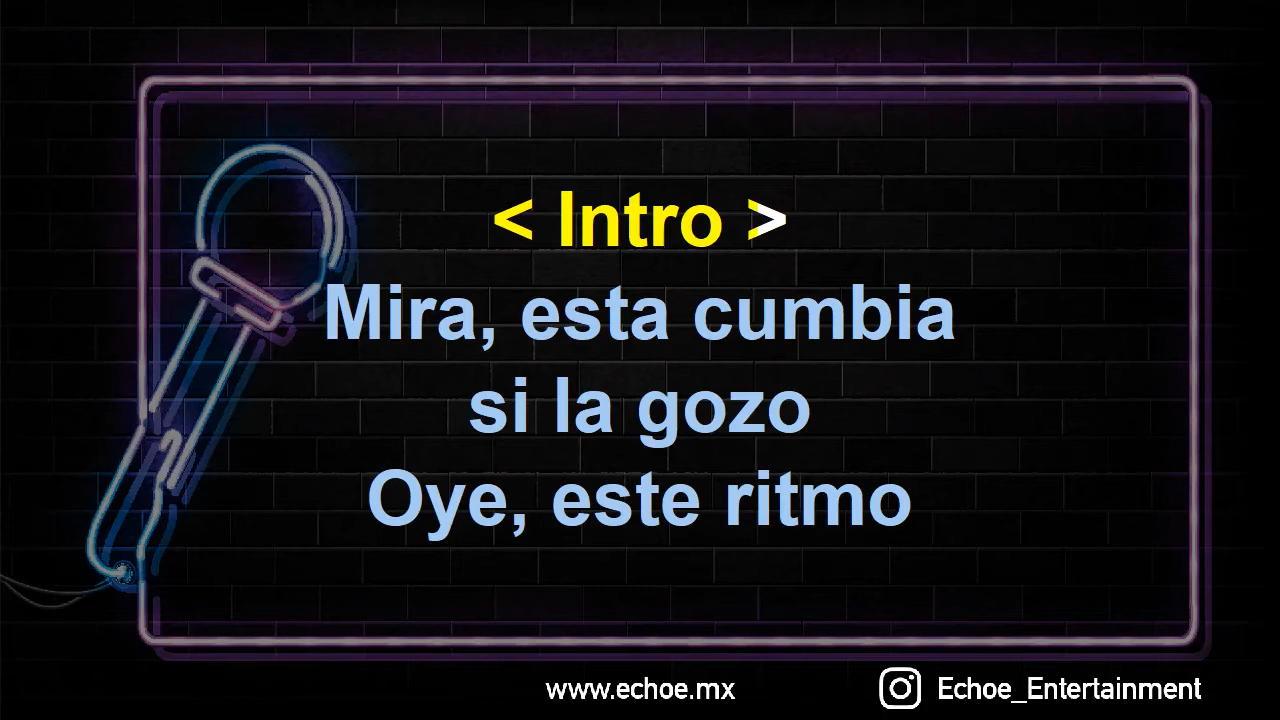 < Intro >
Mira, esta cumbia
si la gozo
Oye, este ritmo
www.echoe.mx
Echoe_Entertainment